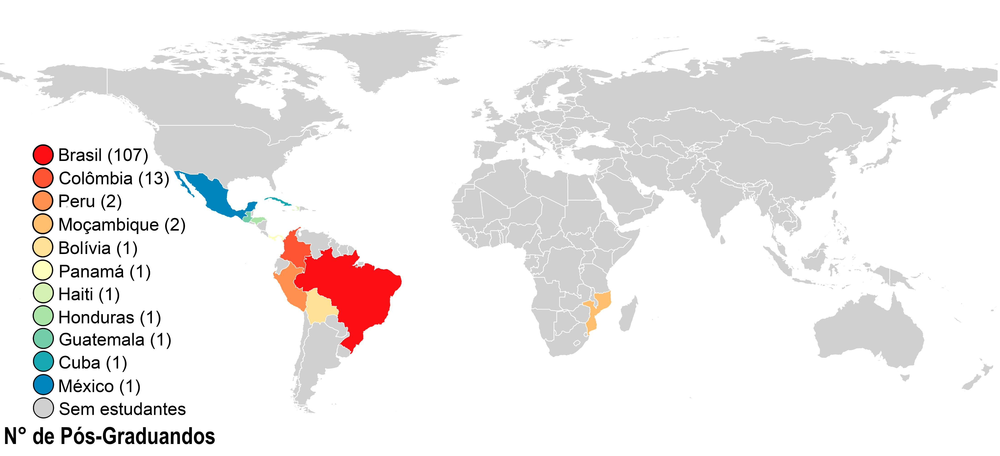 Brasil (107)
Colômbia (13)
Peru (2)
Moçambique (2)
Bolívia (1)
Panamá (1)
Haiti (1)
Honduras (1)
Guatemala (1)
Cuba (1)
México (1)
Sem estudantes
N° de Pós-Graduandos